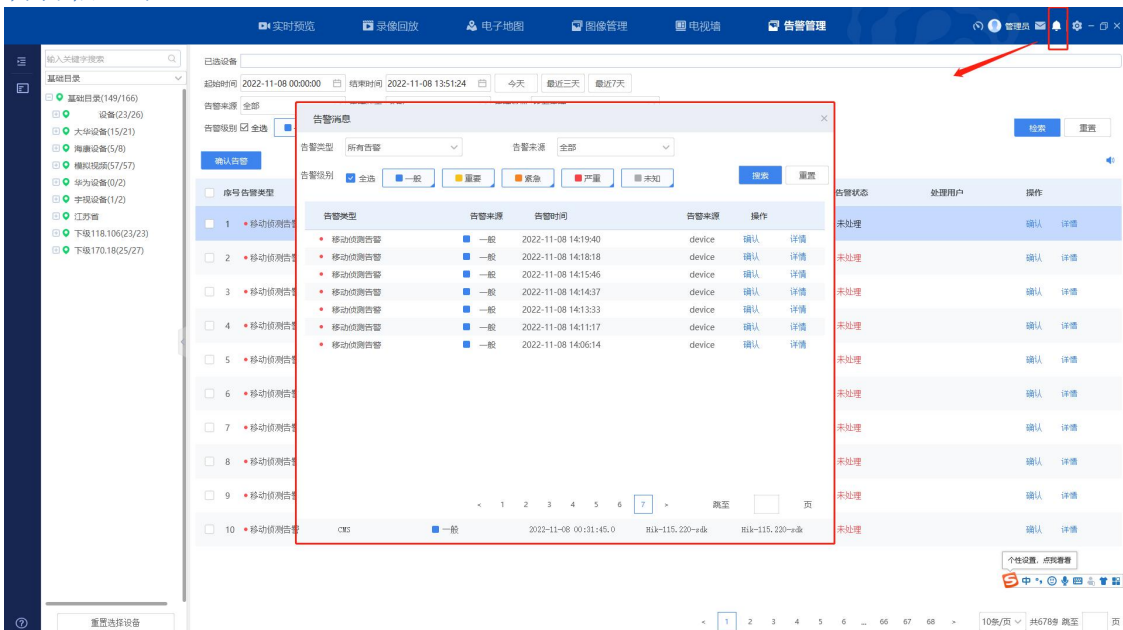 实时预览 录像回放 电子地图 图像管理 电视墙 告警管理 管理员
输入关键字搜索
基础目录
基础目录(149/166)
设备(23/26)
大华设备(15/21)
海康设备(5/8)
模拟视频(57/57)
华为设备(0/2)
宇视设备(1/2)
江苏省
下级118.106(23/23)
下级170.18(25/27)
重置选择设备
已选设备
起始时间 2022-11-08 00:00:00 结束时间 2022-11-08 13:51:24 今天 最近三天 最近7天
告警来源 全部
告警级别 全选
检索 重置
确认告警
序号 告警类型 告警状态 处理用户 操作
1 移动侦测告警 未处理 确认 详情
2 移动侦测告警 未处理 确认 详情
3 移动侦测告警 未处理 确认 详情
4 移动侦测告警 未处理 确认 详情
5 移动侦测告警 未处理 确认 详情
6 移动侦测告警 未处理 确认 详情
7 移动侦测告警 未处理 确认 详情
8 移动侦测告警 未处理 确认 详情
9 移动侦测告警 未处理 确认 详情
10 移动侦测告警 CMS 一般 2022-11-08 00:31:45.0 Hik-115.220-sdk Hik-115.220-sdk 未处理 确认 详情
告警消息 ×
告警类型 所有告警 告警来源 全部
告警级别 全选 一般 重要 紧急 严重 未知 搜索 重置
告警类型 告警来源 告警时间 告警来源 操作
移动侦测告警 一般 2022-11-08 14:19:40 device 确认 详情
移动侦测告警 一般 2022-11-08 14:18:18 device 确认 详情
移动侦测告警 一般 2022-11-08 14:15:46 device 确认 详情
移动侦测告警 一般 2022-11-08 14:14:37 device 确认 详情
移动侦测告警 一般 2022-11-08 14:13:33 device 确认 详情
移动侦测告警 一般 2022-11-08 14:11:17 device 确认 详情
移动侦测告警 一般 2022-11-08 14:06:14 device 确认 详情
< 1 2 3 4 5 6 7 > 跳至 页
个性设置，点我看看
中
< 1 2 3 4 5 6 … 66 67 68 > 10条/页 共678条 跳至 页